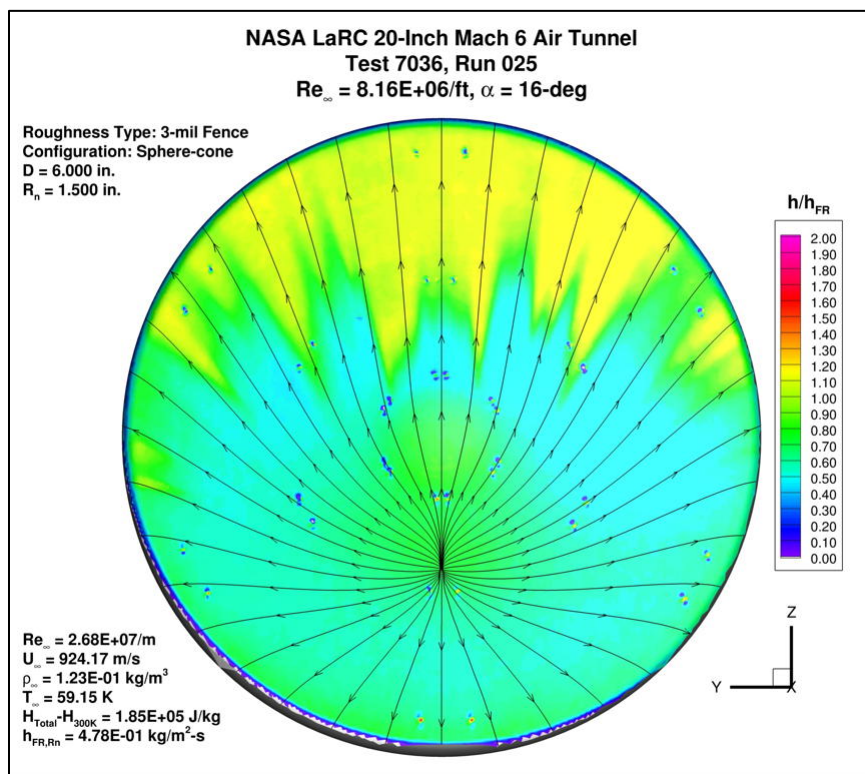 NASA LaRC 20-Inch Mach 6 Air Tunnel
Test 7036, Run 025
Re∞ = 8.16E+06/ft, α = 16-deg
Roughness Type: 3-mil Fence
Configuration: Sphere-cone
D = 6.000 in.
Rn = 1.500 in.
h/hFR
2.00
1.90
1.80
1.70
1.60
1.50
1.40
1.30
1.20
1.10
1.00
0.90
0.80
0.70
0.60
0.50
0.40
0.30
0.20
0.10
0.00
Z
Y
X
Re∞ = 2.68E+07/m
U∞ = 924.17 m/s
ρ∞ = 1.23E-01 kg/m³
T∞ = 59.15 K
HTotal-H300K = 1.85E+05 J/kg
hFR,Rn = 4.78E-01 kg/m²-s